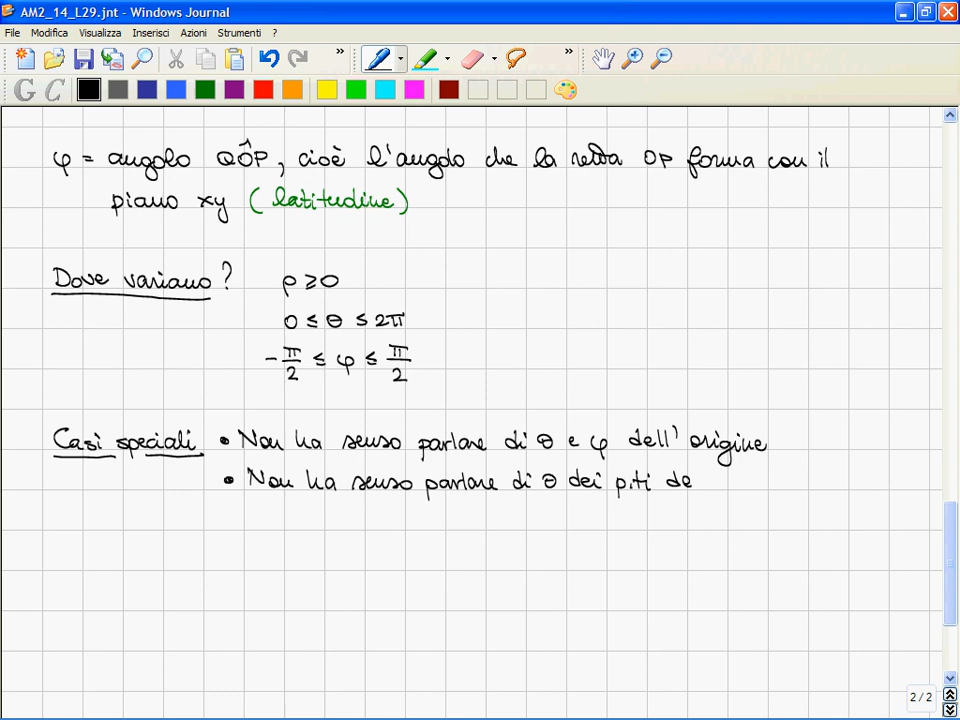 AM2_14_L29.jnt - Windows Journal
File Modifica Visualizza Inserisci Azioni Strumenti ?
φ = angolo QÔP, cioè l'angolo che la retta OP forma con il
piano xy (latitudine)
Dove variano? ρ ≥ 0
0 ≤ θ ≤ 2π
-π/2 ≤ φ ≤ π/2
Casi speciali • Non ha senso parlare di θ e φ dell'origine
• Non ha senso parlare di θ dei p.ti de
2 / 2